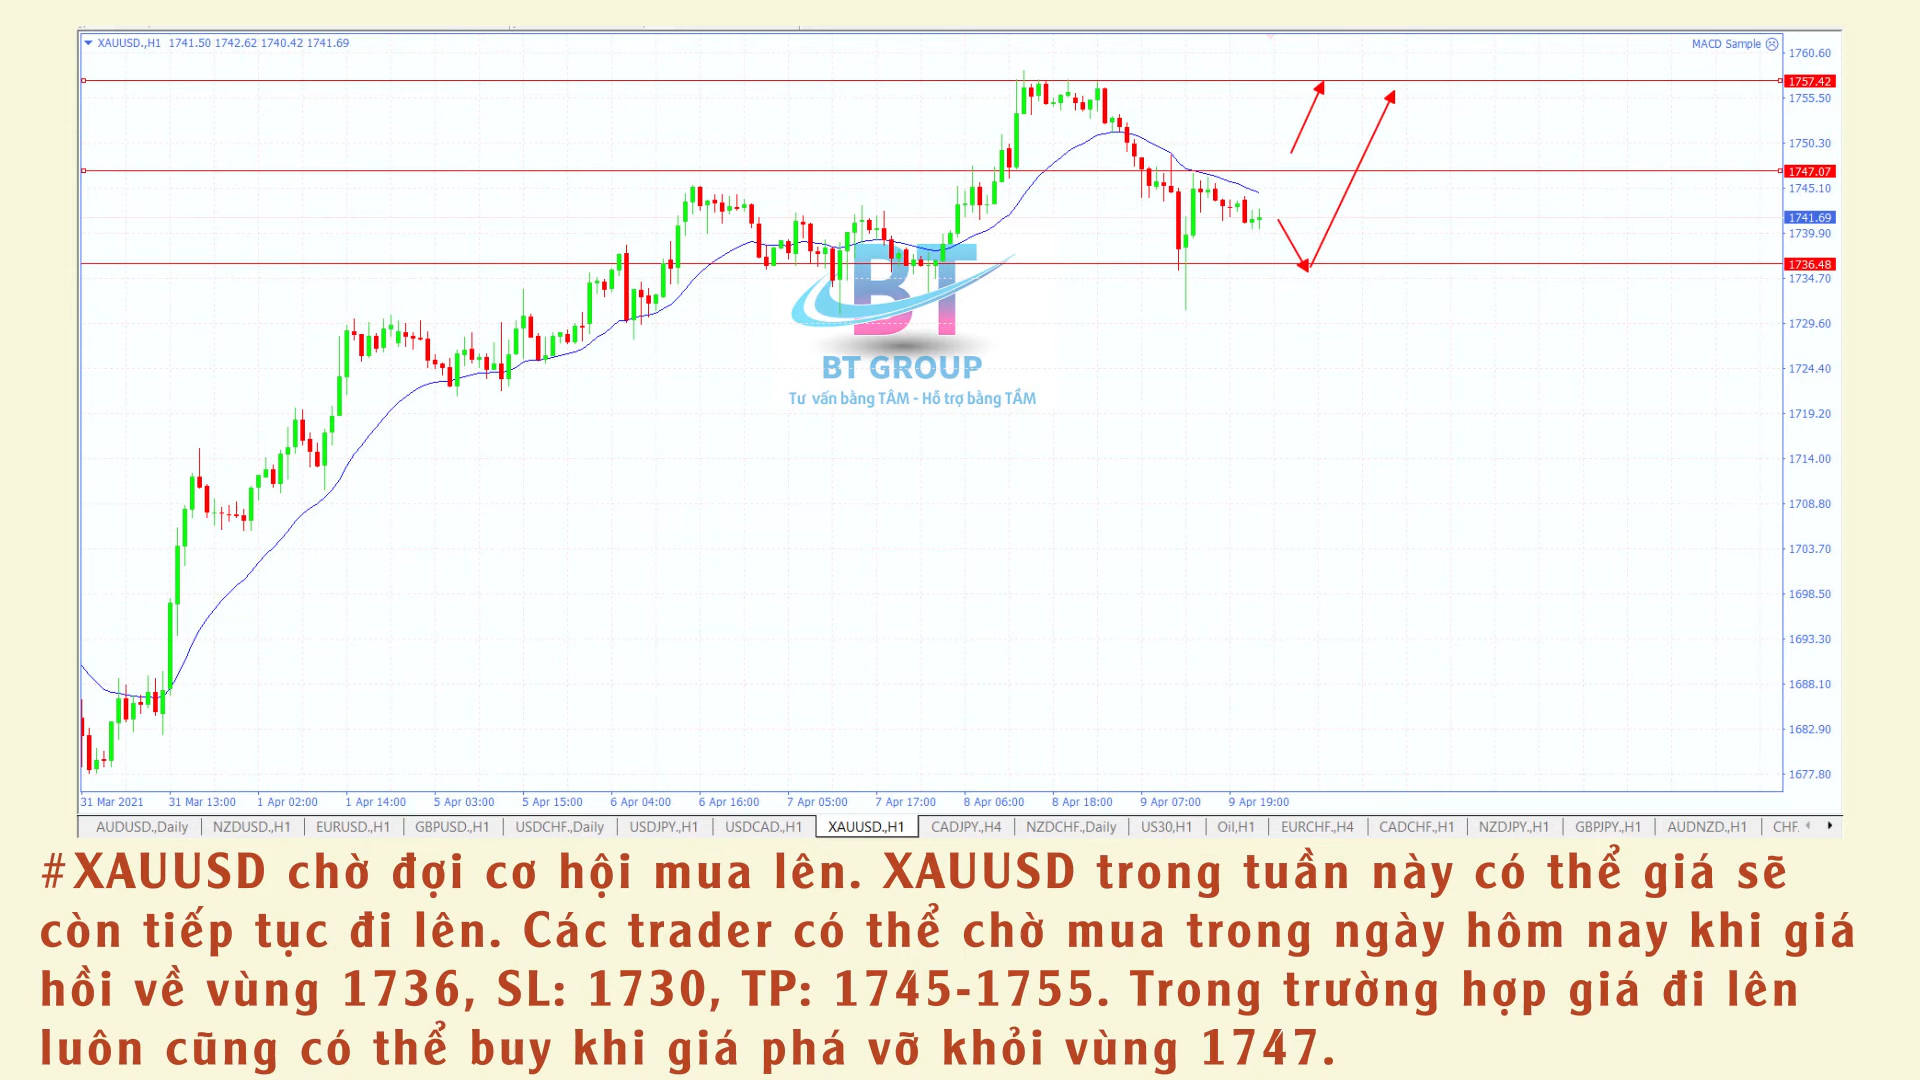 XAUUSD.,H1 1741.50 1742.62 1740.42 1741.69
MACD Sample
1760.60
1757.42
1755.50
1750.30
1747.07
1745.10
1741.69
1739.90
1736.48
1734.70
1729.60
1724.40
1719.20
1714.00
1708.80
1703.70
1698.50
1693.30
1688.10
1682.90
1677.80
BT
BT GROUP
Tư vấn bằng TÂM - Hỗ trợ bằng TẦM
31 Mar 2021 31 Mar 13:00 1 Apr 02:00 1 Apr 14:00 5 Apr 03:00 5 Apr 15:00 6 Apr 04:00 6 Apr 16:00 7 Apr 05:00 7 Apr 17:00 8 Apr 06:00 8 Apr 18:00 9 Apr 07:00 9 Apr 19:00
AUDUSD.,Daily NZDUSD.,H1 EURUSD.,H1 GBPUSD.,H1 USDCHF.,Daily USDJPY.,H1 USDCAD.,H1 XAUUSD.,H1 CADJPY.,H4 NZDCHF.,Daily US30,H1 Oil,H1 EURCHF.,H4 CADCHF.,H1 NZDJPY.,H1 GBPJPY.,H1 AUDNZD.,H1 CHF.
#XAUUSD chờ đợi cơ hội mua lên. XAUUSD trong tuần này có thể giá sẽ
còn tiếp tục đi lên. Các trader có thể chờ mua trong ngày hôm nay khi giá
hồi về vùng 1736, SL: 1730, TP: 1745-1755. Trong trường hợp giá đi lên
luôn cũng có thể buy khi giá phá vỡ khỏi vùng 1747.